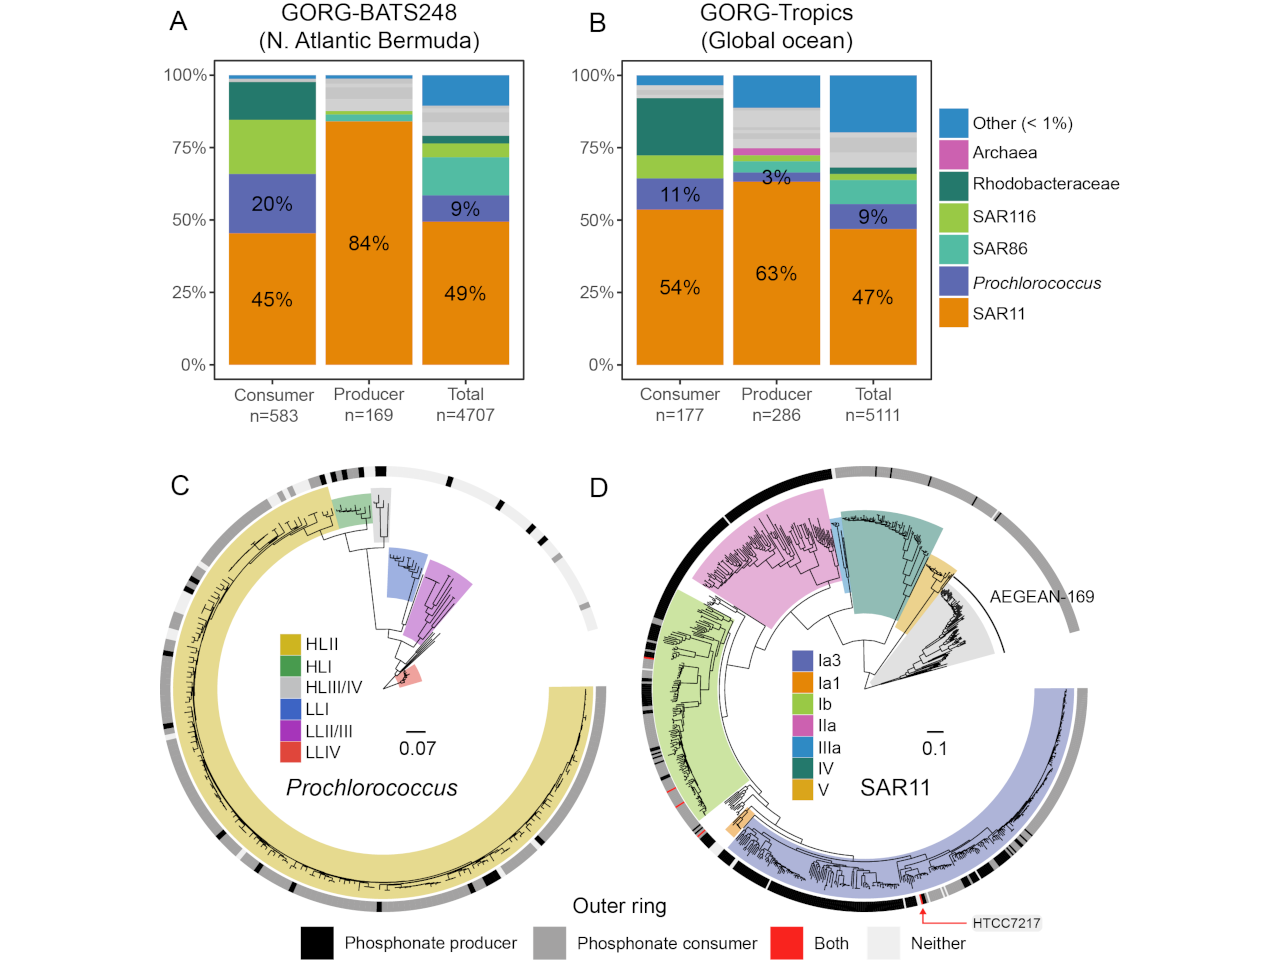 A
GORG-BATS248
(N. Atlantic Bermuda)
100%
75%
50%
25%
0%
20%
45%
84%
9%
49%
Consumer
n=583
Producer
n=169
Total
n=4707
B
GORG-Tropics
(Global ocean)
100%
75%
50%
25%
0%
11%
54%
3%
63%
9%
47%
Consumer
n=177
Producer
n=286
Total
n=5111
Other (< 1%)
Archaea
Rhodobacteraceae
SAR116
SAR86
Prochlorococcus
SAR11
C
HLII
HLI
HLIII/IV
LLI
LLII/III
LLIV
0.07
Prochlorococcus
D
AEGEAN-169
Ia3
Ia1
Ib
IIa
IIIa
IV
V
0.1
SAR11
HTCC7217
Outer ring
Phosphonate producer
Phosphonate consumer
Both
Neither